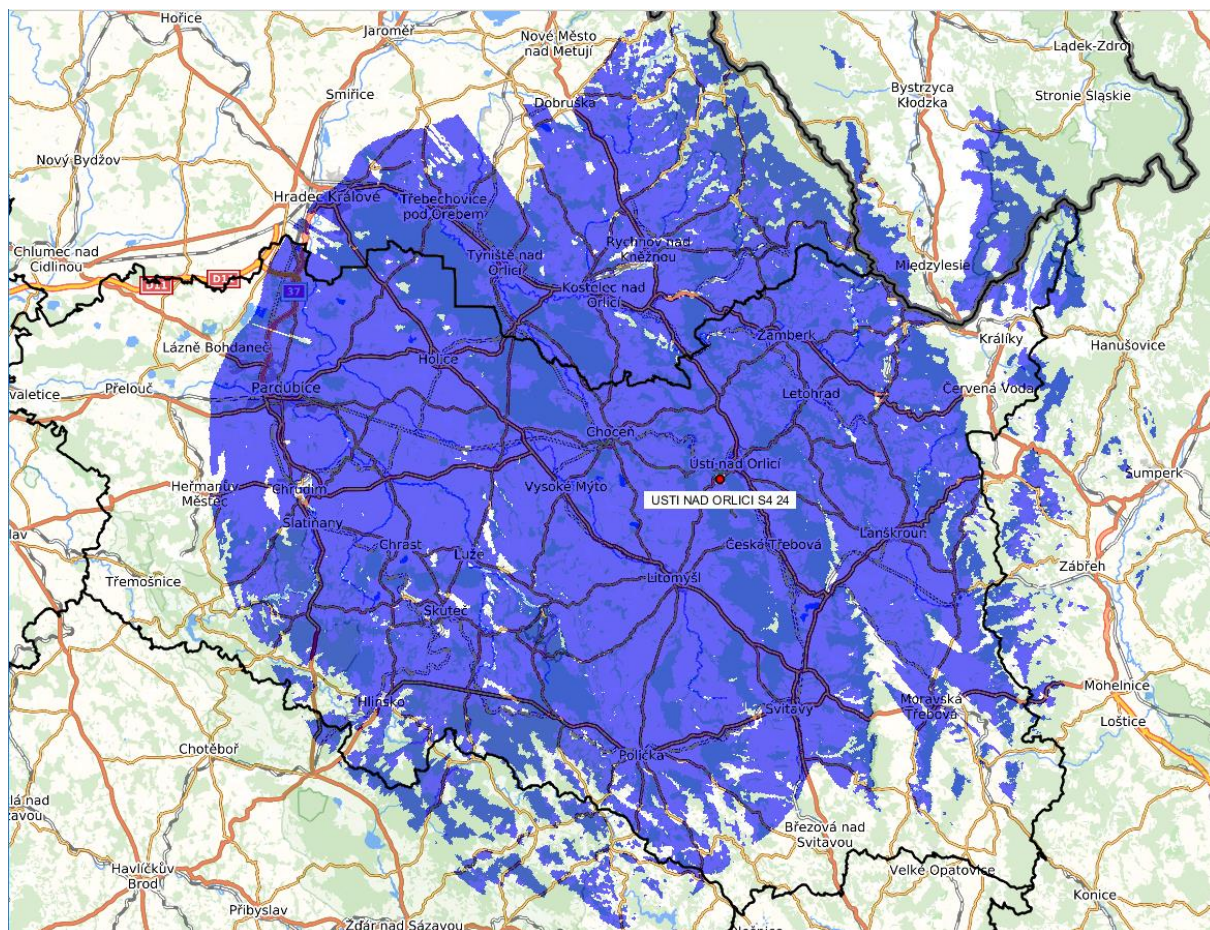 Hořice
Jaroměř
Nové Město
nad Metují
Lądek-Zdrój
Bystrzyca
Kłodzka
Stronie Śląskie
Smiřice
Dobruška
Nový Bydžov
Hradec Králové
Třebechovice
pod Orebem
Chlumec nad
Cidlinou
Rychnov nad
Kněžnou
Týniště nad
Orlicí
Międzylesie
D11
37
Kostelec nad
Orlicí
Lázně Bohdaneč
Žamberk
Králíky
Hanušovice
Holice
Přelouč
valetice
Pardubice
Letohrad
Červená Voda
Choceň
Ústí nad Orlicí
Šumperk
Heřmanův
Městec
Chrudim
Vysoké Mýto
USTI NAD ORLICI S4 24
Slatiňany
Chrast
Luže
Česká Třebová
Lanškroun
Zábřeh
Třemošnice
Litomyšl
Skuteč
Hlinsko
Svitavy
Moravská
Třebová
Mohelnice
Loštice
Chotěboř
Polička
Březová nad
Svitavou
Velké Opatovice
Havlíčkův
Brod
Konice
Přibyslav
Žďár nad Sázavou